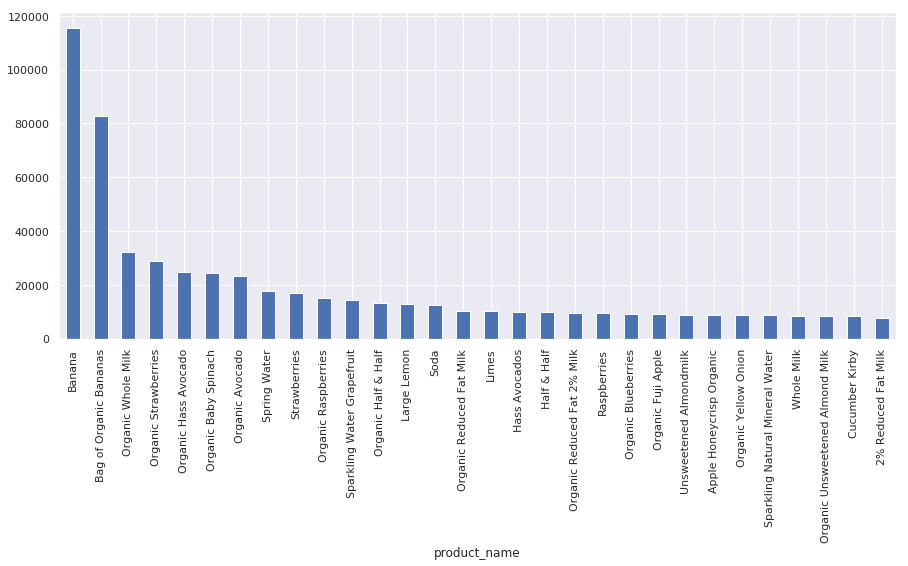 120000
100000
80000
60000
40000
20000
0
Banana
Bag of Organic Bananas
Organic Whole Milk
Organic Strawberries
Organic Hass Avocado
Organic Baby Spinach
Organic Avocado
Spring Water
Strawberries
Organic Raspberries
Sparkling Water Grapefruit
Organic Half & Half
Large Lemon
Soda
Organic Reduced Fat Milk
Limes
Hass Avocados
Half & Half
Organic Reduced Fat 2% Milk
Raspberries
Organic Blueberries
Organic Fuji Apple
Unsweetened Almondmilk
Apple Honeycrisp Organic
Organic Yellow Onion
Sparkling Natural Mineral Water
Whole Milk
Organic Unsweetened Almond Milk
Cucumber Kirby
2% Reduced Fat Milk
product_name